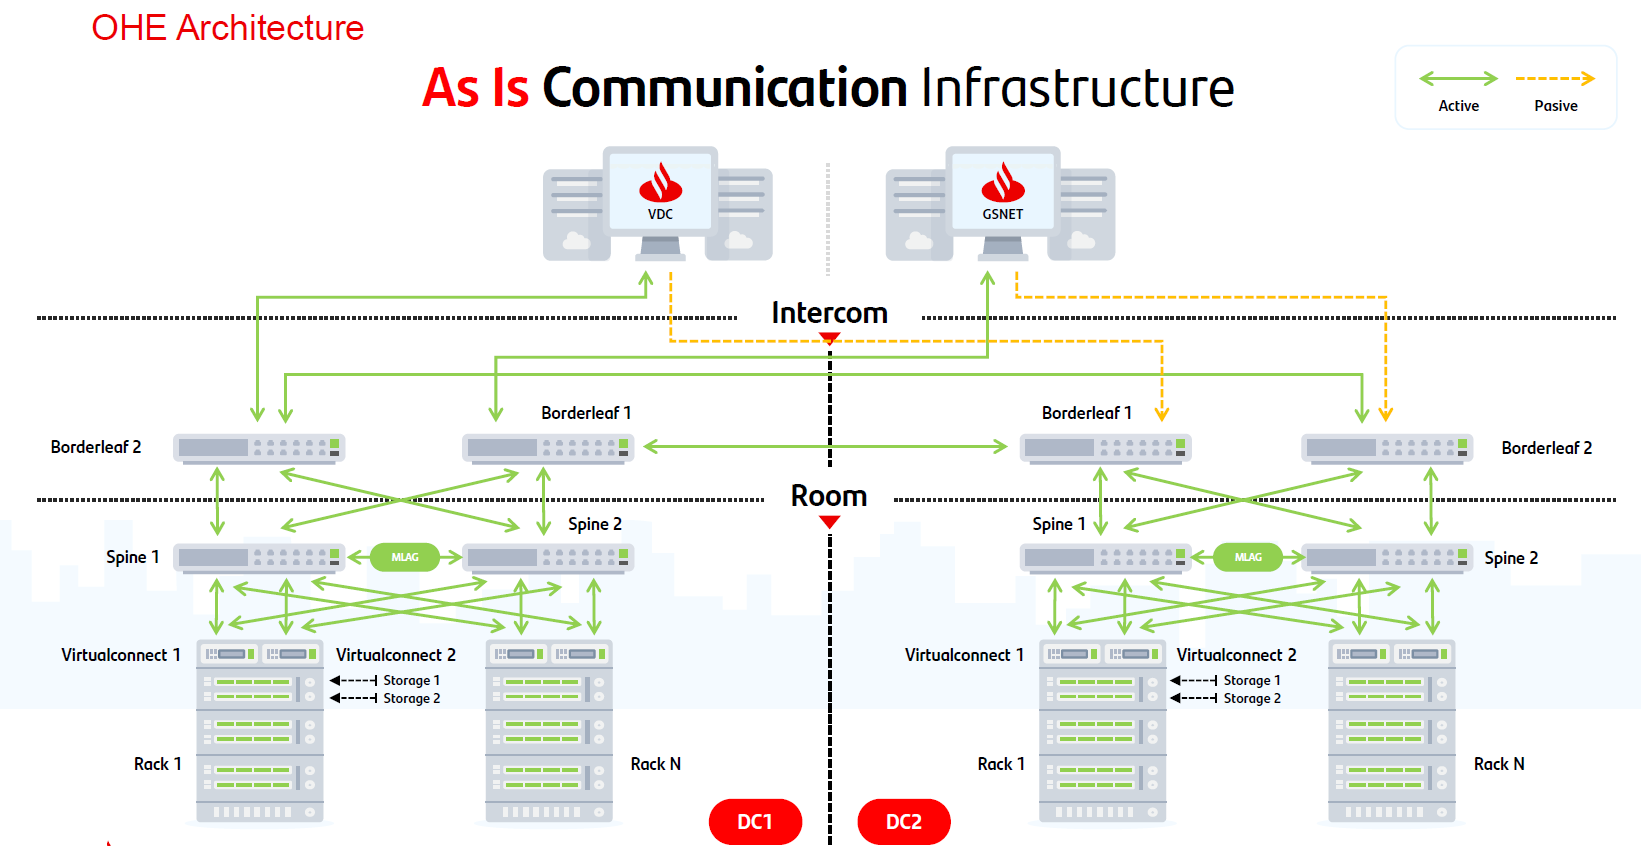 OHE Architecture
As Is Communication Infrastructure
Active
Pasive
VDC
GSNET
Intercom
Borderleaf 1
Borderleaf 1
Borderleaf 2
Borderleaf 2
Room
Spine 2
Spine 1
Spine 1
MLAG
MLAG
Spine 2
Virtualconnect 1
Virtualconnect 2
Virtualconnect 1
Virtualconnect 2
Storage 1
Storage 1
Storage 2
Storage 2
Rack 1
Rack N
Rack 1
Rack N
DC1
DC2